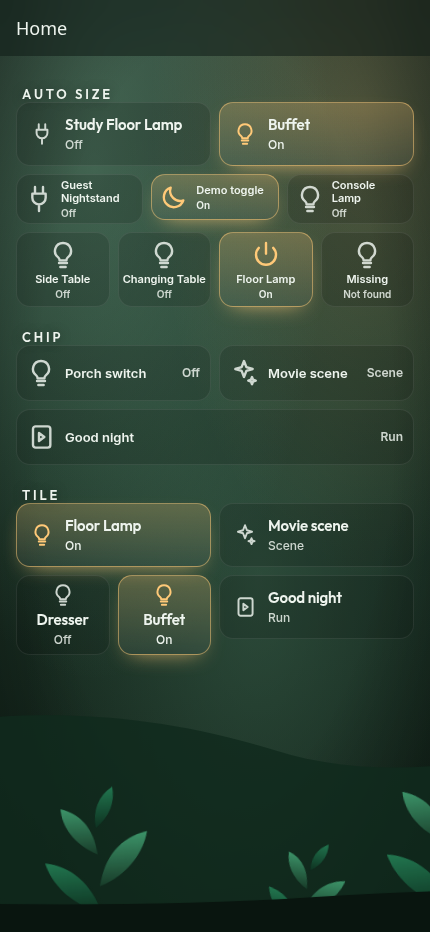 Home
AUTO SIZE
Study Floor Lamp
Off
Buffet
On
Guest
Nightstand
Off
Demo toggle
On
Console
Lamp
Off
Side Table
Off
Changing Table
Off
Floor Lamp
On
Missing
Not found
CHIP
Porch switch
Off
Movie scene
Scene
Good night
Run
TILE
Floor Lamp
On
Movie scene
Scene
Dresser
Off
Buffet
On
Good night
Run